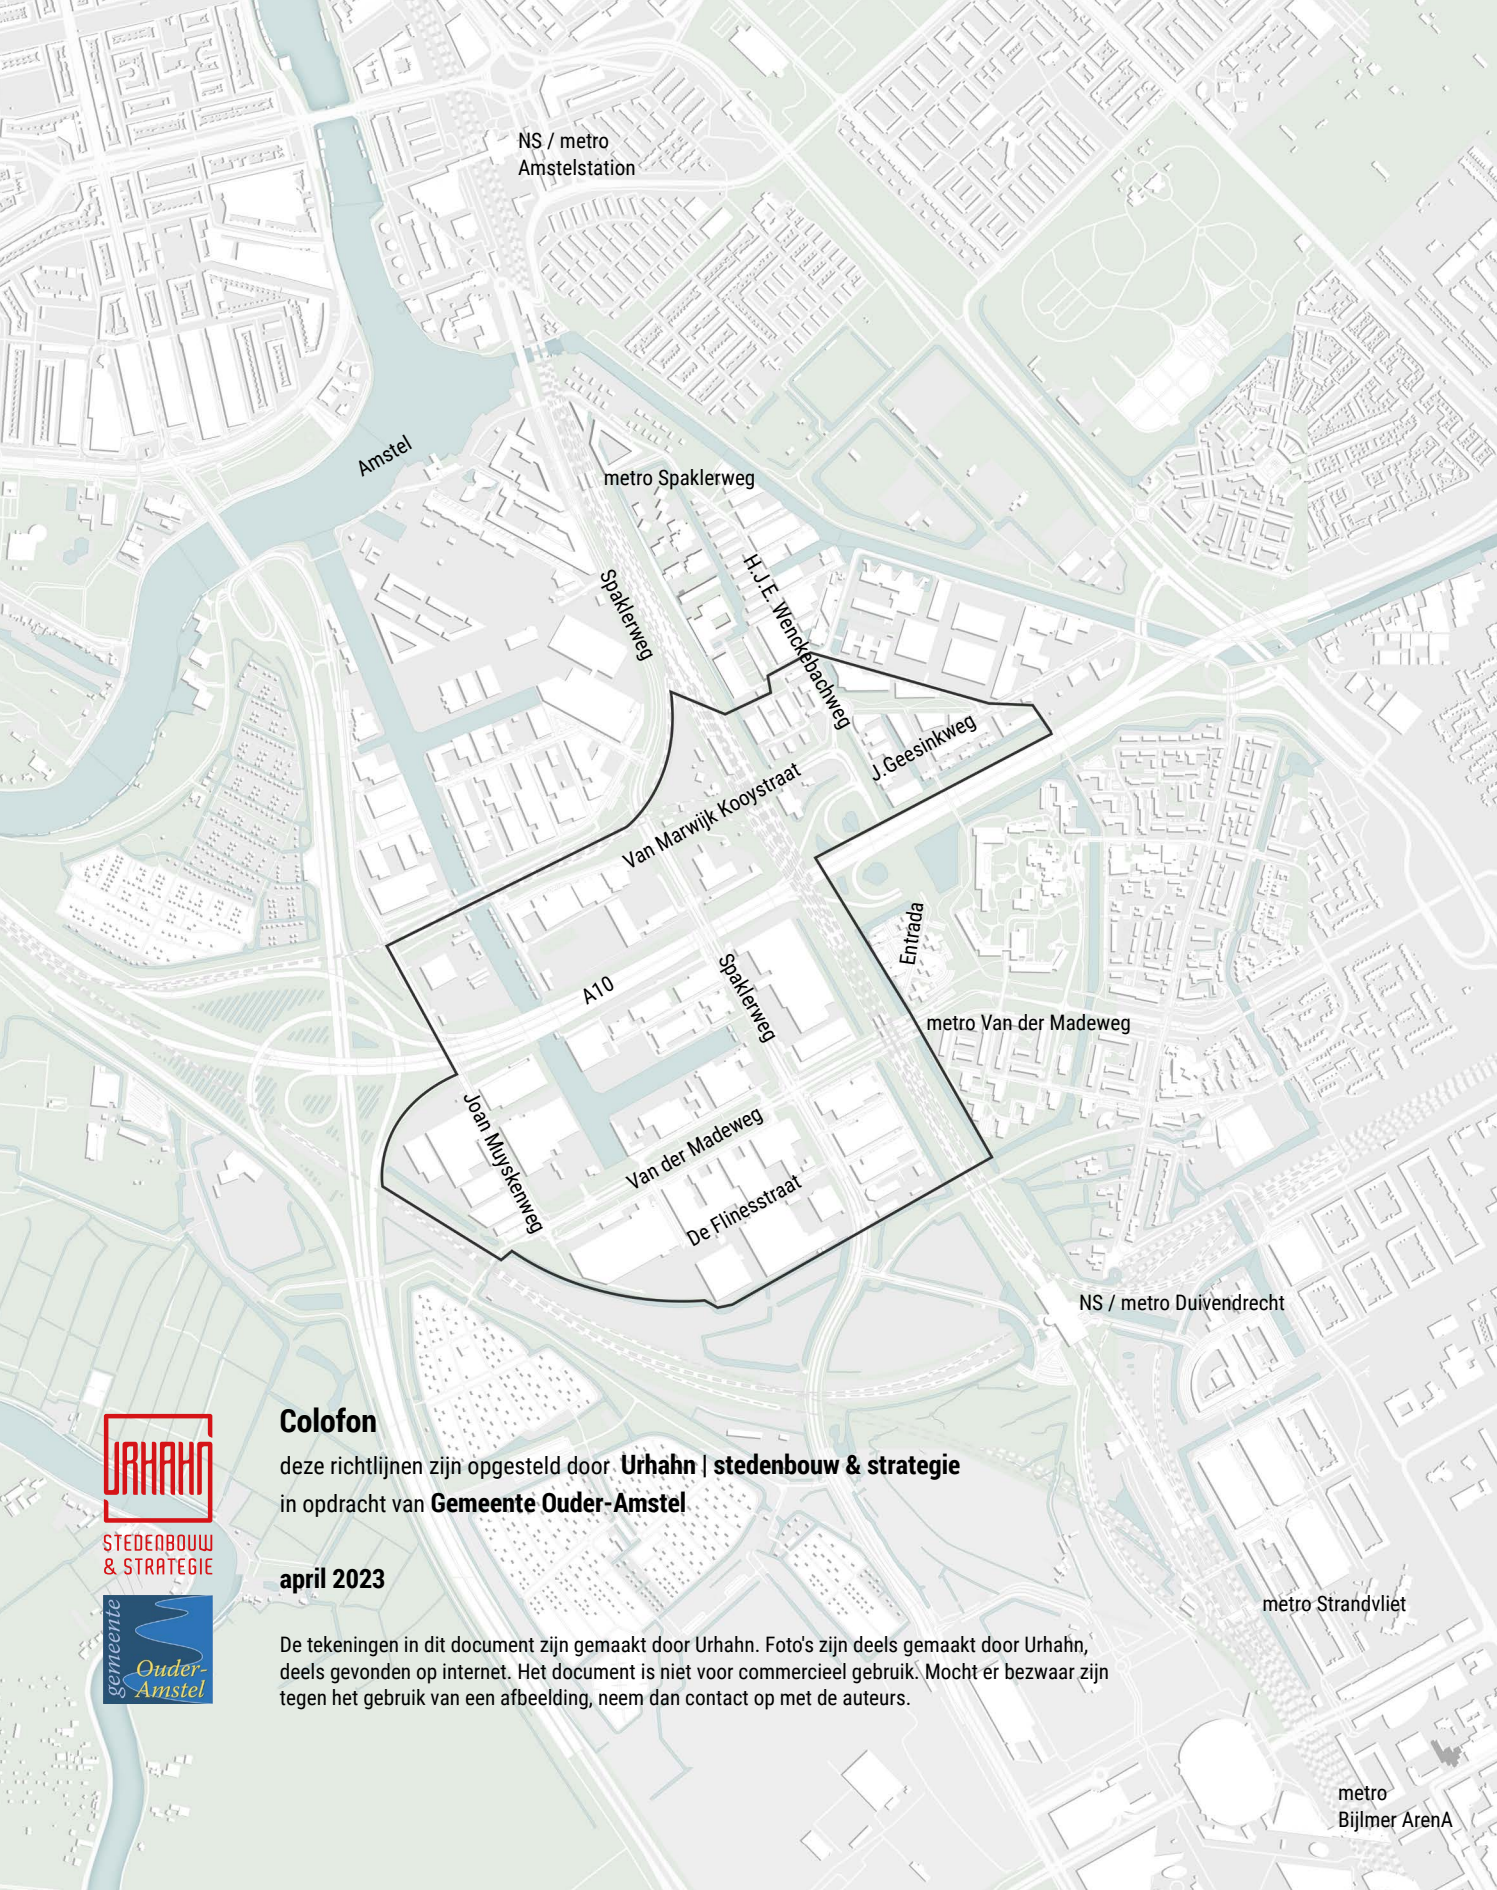 NS / metro
Amstelstation
Amstel
metro Spaklerweg
H.J.E. Wenckebachweg
Spaklerweg
J.Geesinkweg
Van Marwijk Kooystraat
Entrada
A10
Spaklerweg
metro Van der Madeweg
Joan Muyskenweg
Van der Madeweg
De Flinesstraat
NS / metro Duivendrecht
URHAHN
STEDENBOUW
& STRATEGIE
Colofon
deze richtlijnen zijn opgesteld door Urhahn | stedenbouw & strategie
in opdracht van Gemeente Ouder-Amstel
april 2023
gemeente
Ouder-
Amstel
De tekeningen in dit document zijn gemaakt door Urhahn. Foto's zijn deels gemaakt door Urhahn,
deels gevonden op internet. Het document is niet voor commercieel gebruik. Mocht er bezwaar zijn
tegen het gebruik van een afbeelding, neem dan contact op met de auteurs.
metro Strandvliet
metro
Bijlmer ArenA